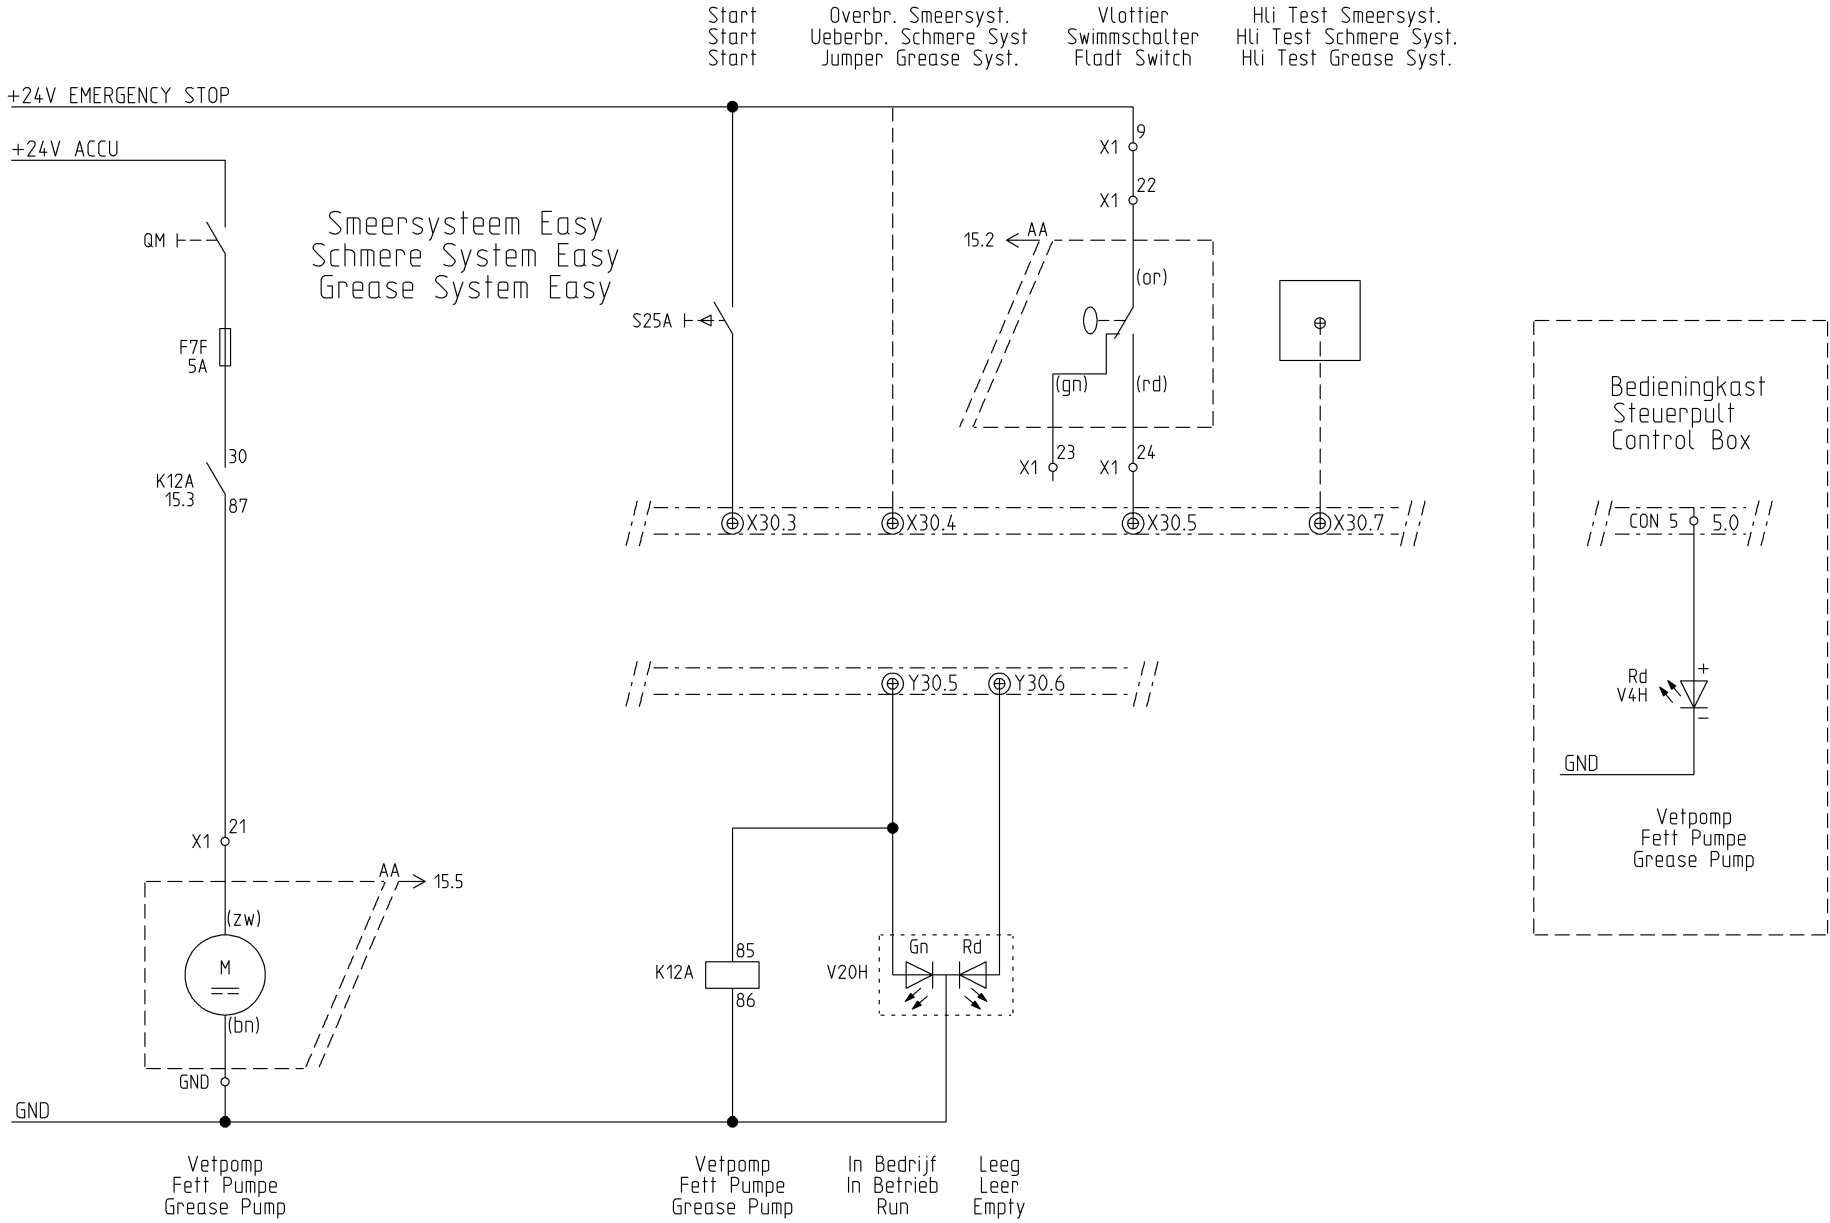 Start
Start
Start
Overbr. Smeersyst.
Ueberbr. Schmere Syst
Jumper Grease Syst.
Vlottier
Swimmschalter
Fladt Switch
Hli Test Smeersyst.
Hli Test Schmere Syst.
Hli Test Grease Syst.
+24V EMERGENCY STOP
+24V ACCU
Smeersysteem Easy
Schmere System Easy
Grease System Easy
QM
F7F
5A
30
K12A
15.3
87
S25A
9
X1
22
X1
15.2
AA
(or)
(gn)
(rd)
23
X1
24
X1
X30.3
X30.4
X30.5
X30.7
Bedieningkast
Steuerpult
Control Box
CON 5
5.0
Rd
V4H
+
−
GND
Vetpomp
Fett Pumpe
Grease Pump
Y30.5
Y30.6
21
X1
AA
15.5
(zw)
M
(bn)
GND
GND
85
K12A
86
V20H
Gn
Rd
Vetpomp
Fett Pumpe
Grease Pump
Vetpomp
Fett Pumpe
Grease Pump
In Bedrijf
In Betrieb
Run
Leeg
Leer
Empty